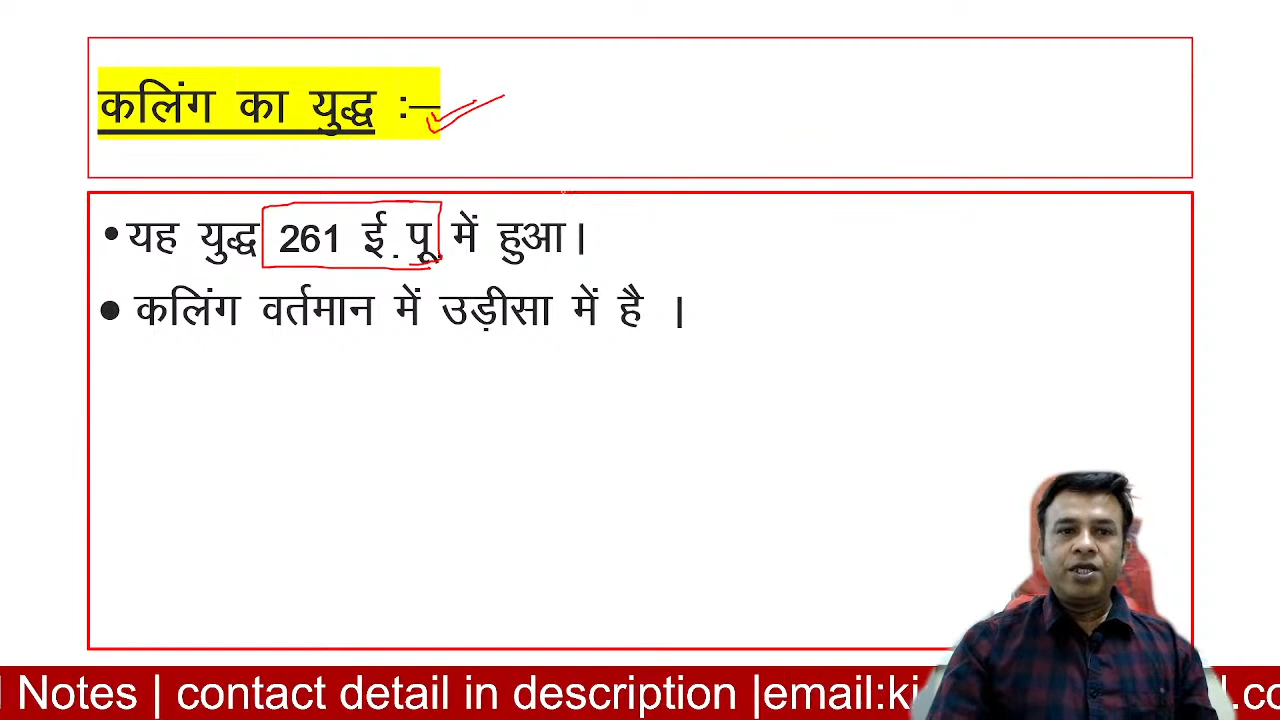 कलिंग का युद्ध :–
•यह युद्ध 261 ई.पू. में हुआ।
● कलिंग वर्तमान में उड़ीसा में है ।
Notes | contact detail in description |email: